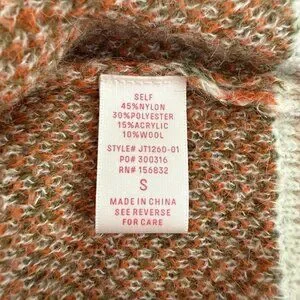 SELF
45%NYLON
30%POLYESTER
15%ACRYLIC
10%WOOL
STYLE# JT1260-01
PO# 300316
RN# 156832
S
MADE IN CHINA
SEE REVERSE
FOR CARE